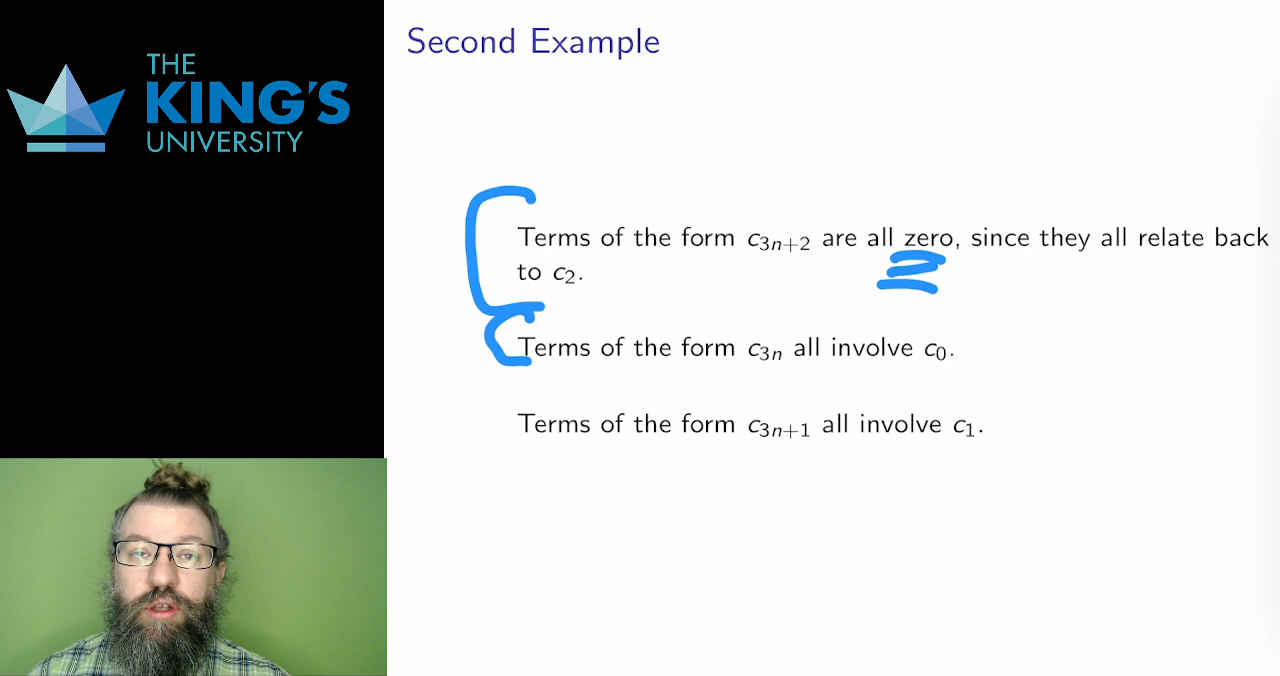 THE
KING'S
UNIVERSITY
Second Example
Terms of the form c₃ₙ₊₂ are all zero, since they all relate back
to c₂.
Terms of the form c₃ₙ all involve c₀.
Terms of the form c₃ₙ₊₁ all involve c₁.